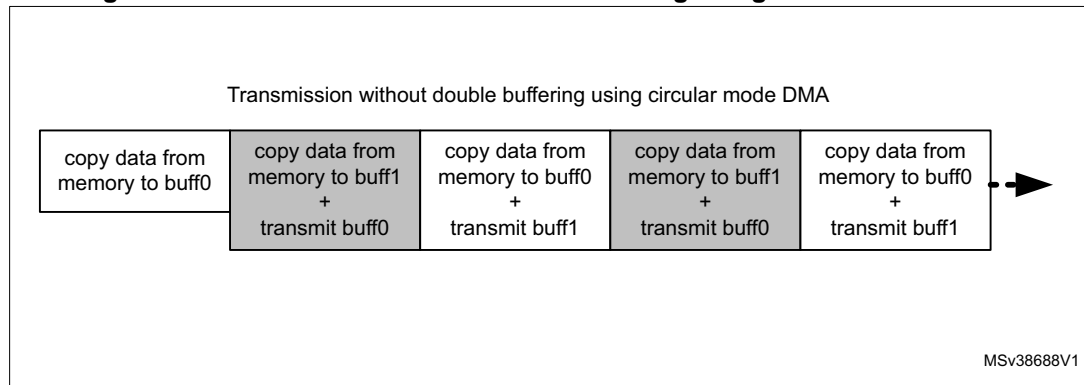 Transmission without double buffering using circular mode DMA
copy data from
memory to buff0
copy data from
memory to buff1
+
transmit buff0
copy data from
memory to buff0
+
transmit buff1
copy data from
memory to buff1
+
transmit buff0
copy data from
memory to buff0
+
transmit buff1
MSv38688V1